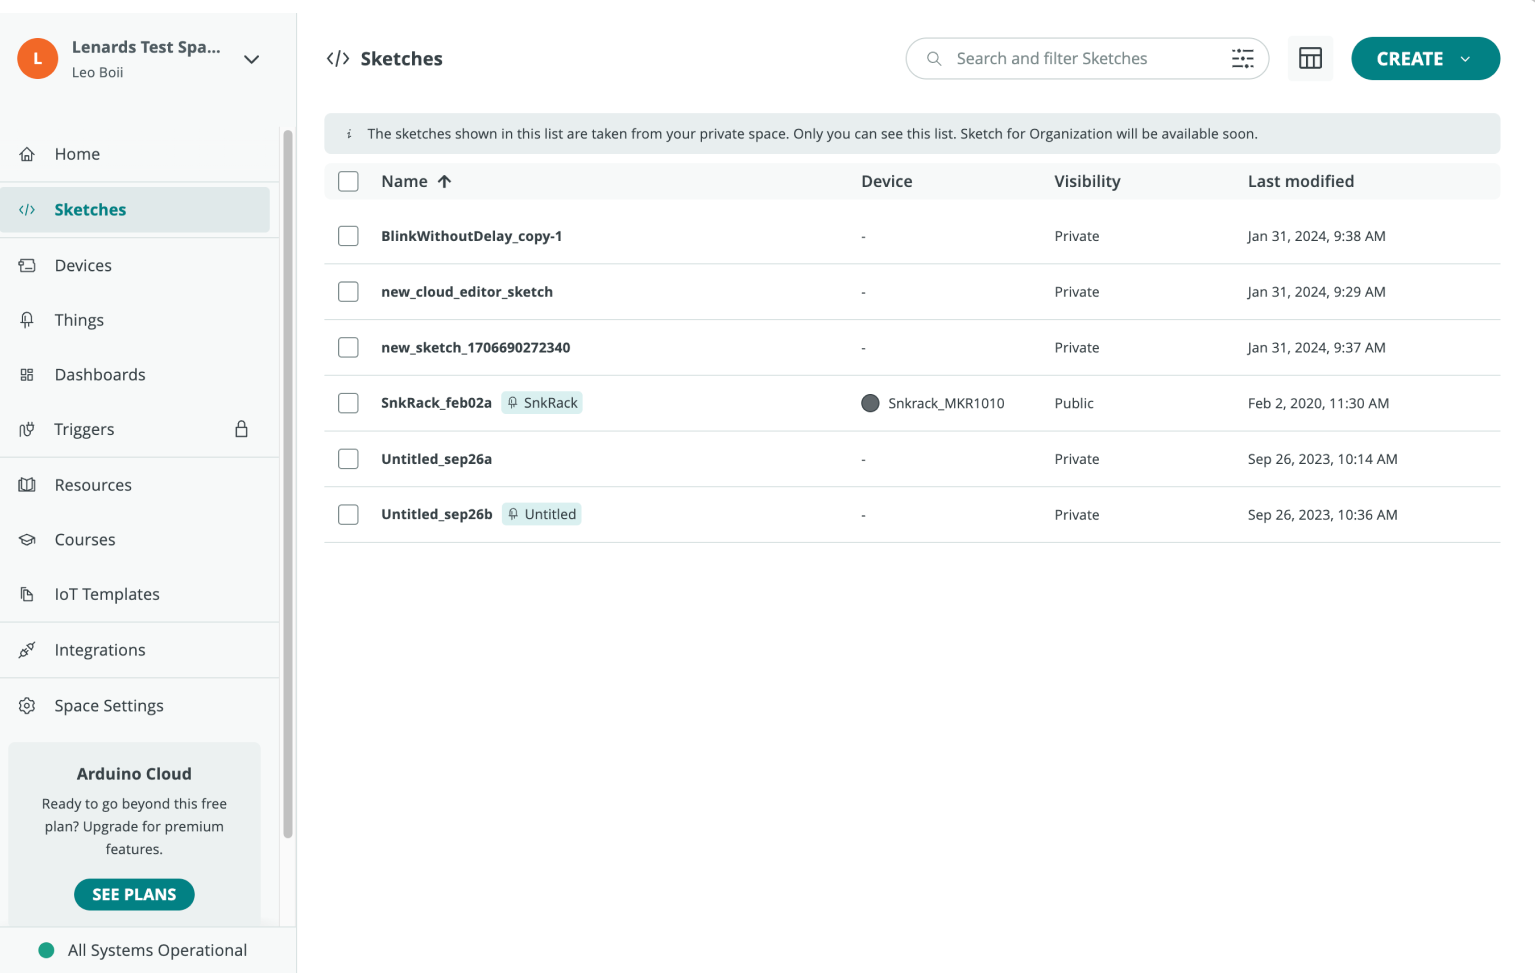 L
Lenards Test Spa...
Leo Boii
Home
Sketches
Devices
Things
Dashboards
Triggers
Resources
Courses
IoT Templates
Integrations
Space Settings
Arduino Cloud
Ready to go beyond this free
plan? Upgrade for premium
features.
SEE PLANS
All Systems Operational
</> Sketches
Search and filter Sketches
CREATE
i The sketches shown in this list are taken from your private space. Only you can see this list. Sketch for Organization will be available soon.
Name ↑ Device Visibility Last modified
BlinkWithoutDelay_copy-1 - Private Jan 31, 2024, 9:38 AM
new_cloud_editor_sketch - Private Jan 31, 2024, 9:29 AM
new_sketch_1706690272340 - Private Jan 31, 2024, 9:37 AM
SnkRack_feb02a SnkRack Snkrack_MKR1010 Public Feb 2, 2020, 11:30 AM
Untitled_sep26a - Private Sep 26, 2023, 10:14 AM
Untitled_sep26b Untitled - Private Sep 26, 2023, 10:36 AM